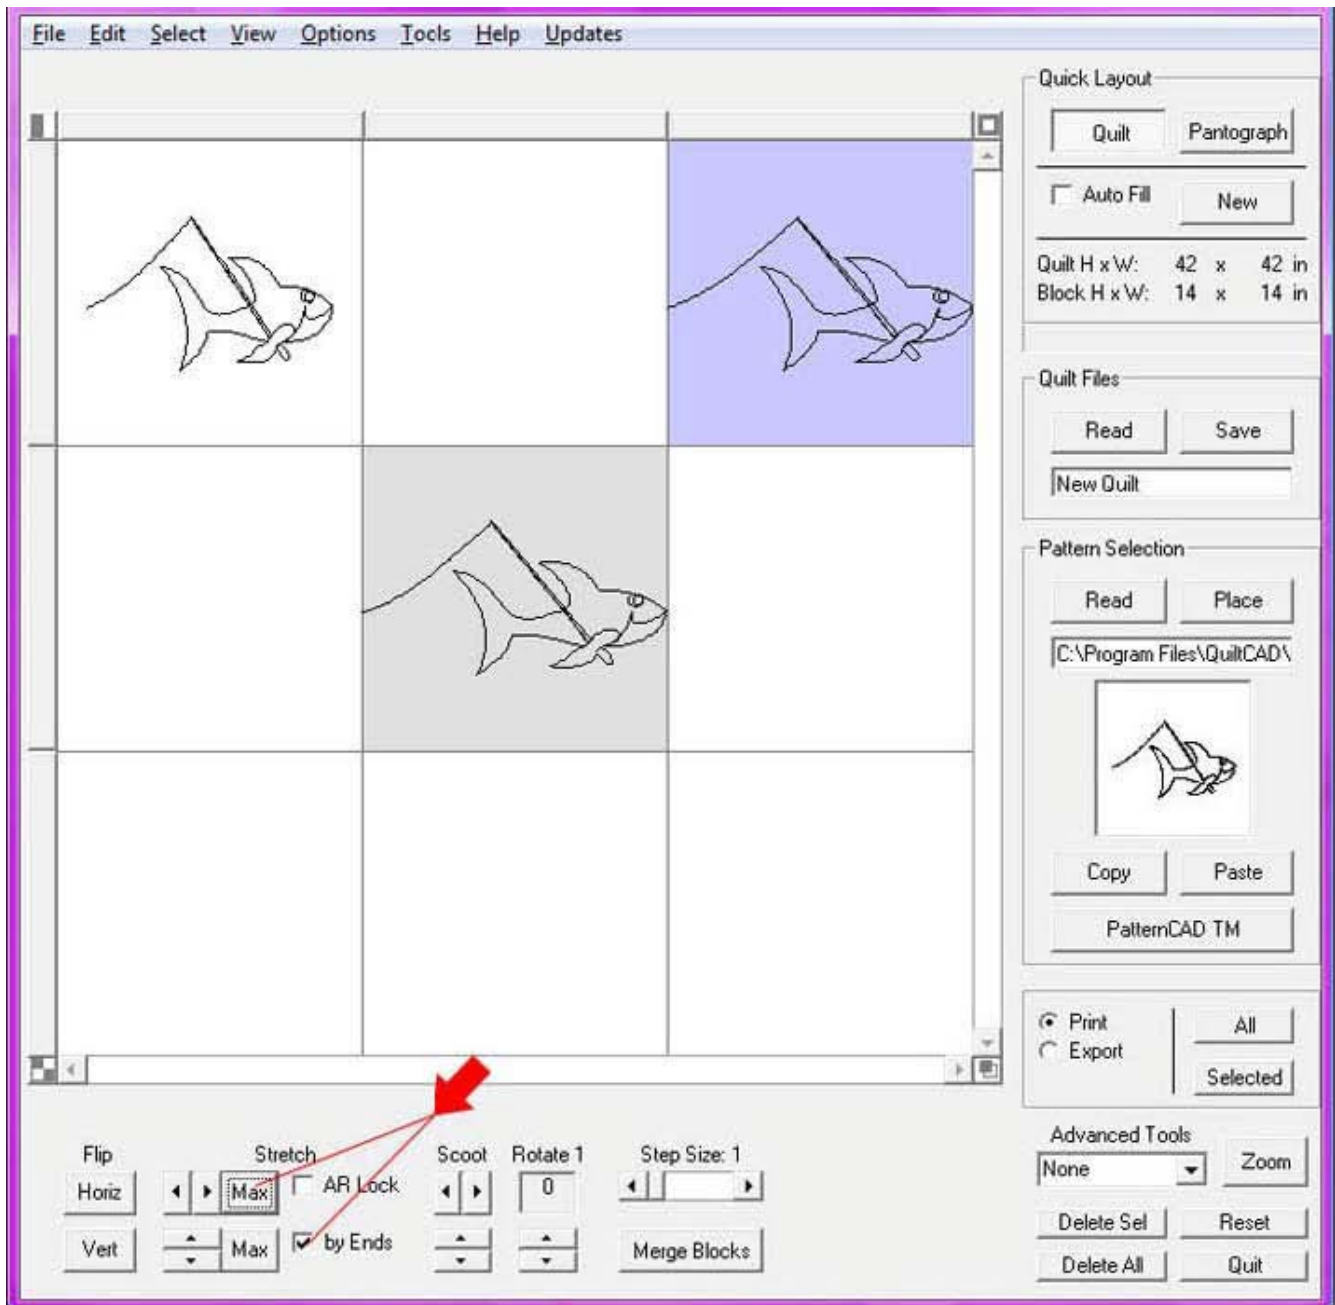 File Edit Select View Options Tools Help Updates
Quick Layout
Quilt Pantograph
Auto Fill New
Quilt H x W: 42 x 42 in
Block H x W: 14 x 14 in
Quilt Files
Read Save
New Quilt
Pattern Selection
Read Place
C:\Program Files\QuiltCAD\
Copy Paste
PatternCAD TM
Print All
Export
Selected
Flip Stretch Scoot Rotate 1 Step Size: 1
Horiz Max AR Lock 0
Vert Max by Ends Merge Blocks
Advanced Tools
None Zoom
Delete Sel Reset
Delete All Quit